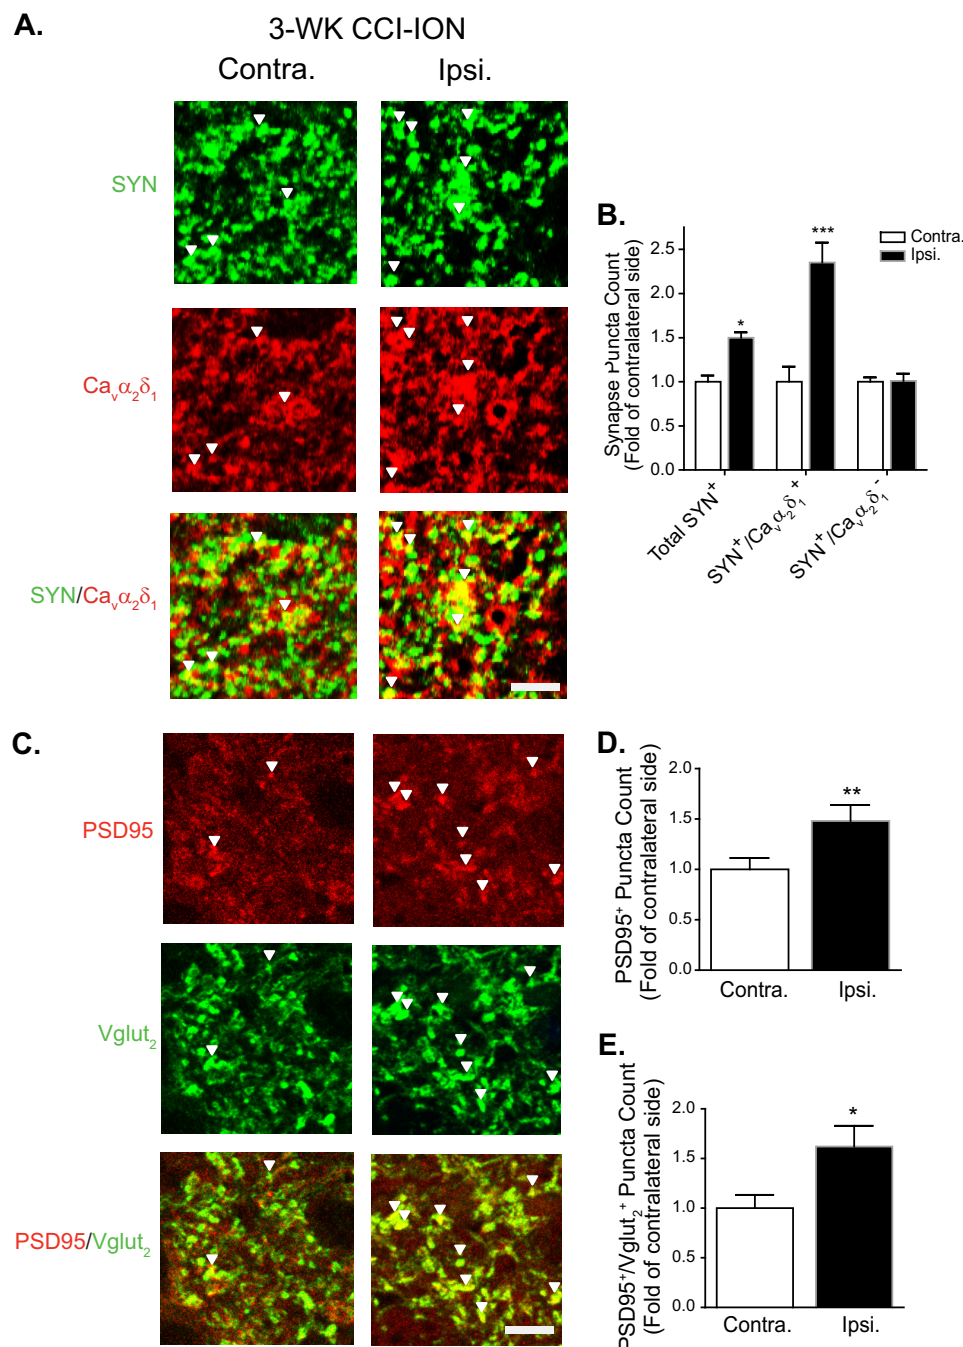 A.
3-WK CCI-ION
Contra. Ipsi.
SYN
Cavα2δ1
SYN/Cavα2δ1
B.
Synapse Puncta Count
(Fold of contralateral side)
2.5
2.0
1.5
1.0
0.5
0.0
*
***
Contra.
Ipsi.
Total SYN+
SYN+/Cavα2δ1+
SYN+/Cavα2δ1-
C.
PSD95
Vglut2
PSD95/Vglut2
D.
PSD95+ Puncta Count
(Fold of contralateral side)
2.0
1.5
1.0
0.5
0.0
**
Contra. Ipsi.
E.
PSD95+/Vglut2+ Puncta Count
(Fold of contralateral side)
2.0
1.5
1.0
0.5
0.0
*
Contra. Ipsi.